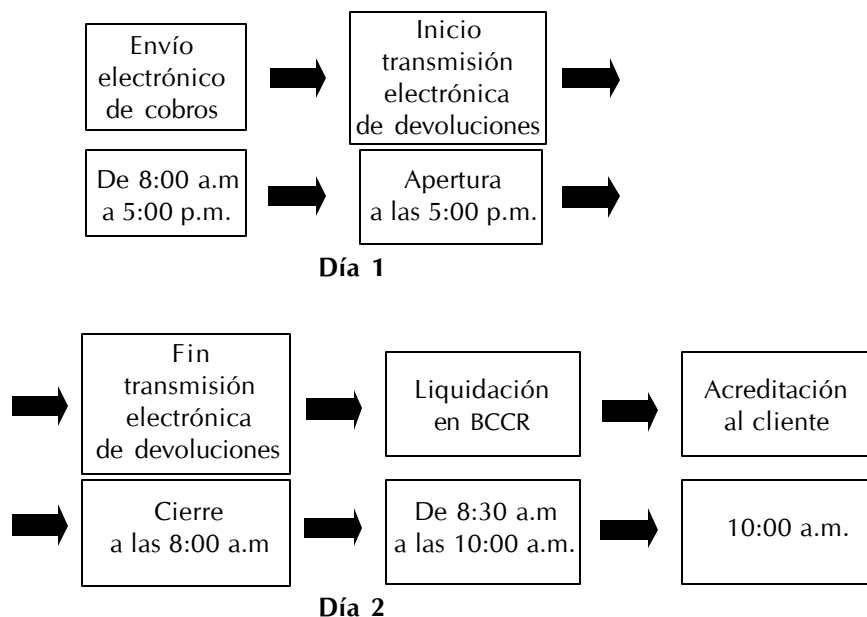 Envío
electrónico
de cobros
Inicio
transmisión
electrónica
de devoluciones
De 8:00 a.m
a 5:00 p.m.
Apertura
a las 5:00 p.m.
Día 1
Fin
transmisión
electrónica
de devoluciones
Liquidación
en BCCR
Acreditación
al cliente
Cierre
a las 8:00 a.m
De 8:30 a.m
a las 10:00 a.m.
10:00 a.m.
Día 2